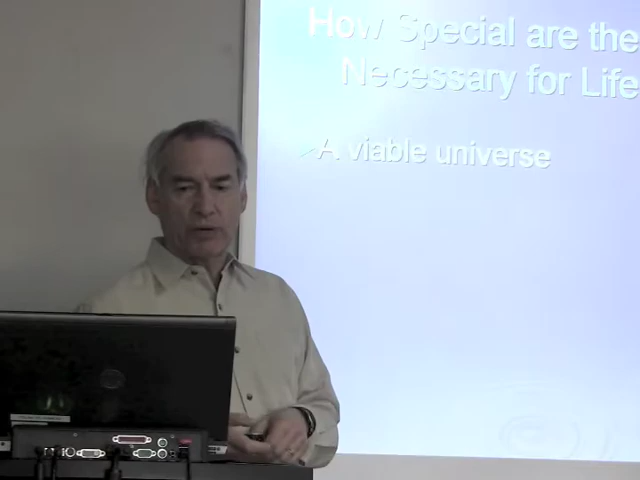 How Special are the
Necessary for Life
A viable universe